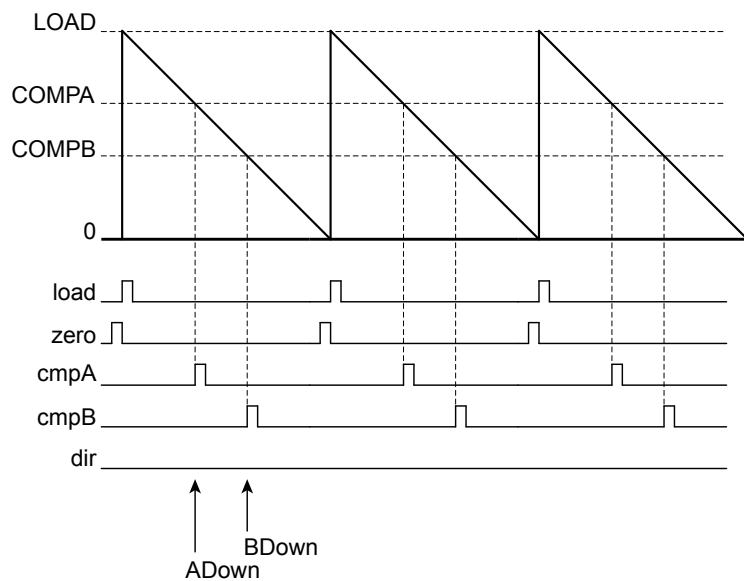 LOAD
COMPA
COMPB
0
load
zero
cmpA
cmpB
dir
BDown
ADown